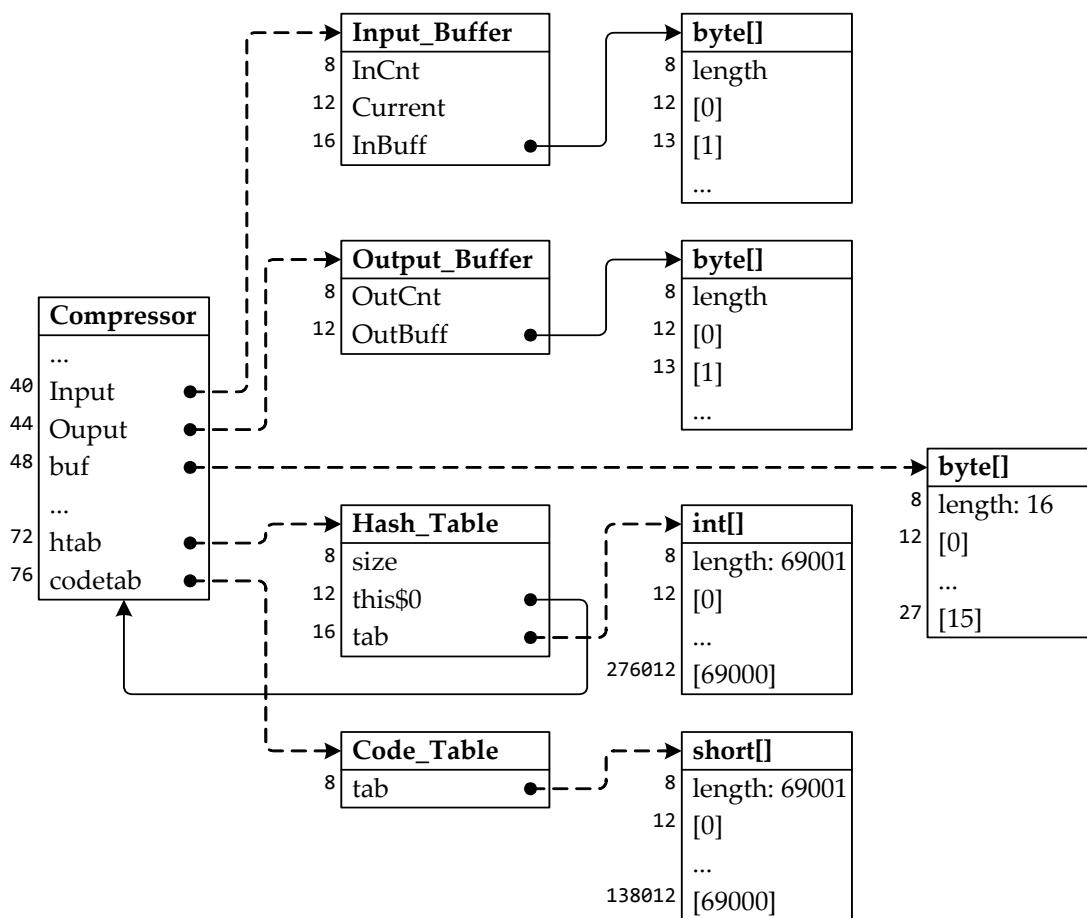 Input_Buffer
8 InCnt
12 Current
16 InBuff
byte[]
8 length
12 [0]
13 [1]
...
Output_Buffer
8 OutCnt
12 OutBuff
byte[]
8 length
12 [0]
13 [1]
...
Compressor
...
40 Input
44 Ouput
48 buf
...
72 htab
76 codetab
byte[]
8 length: 16
12 [0]
...
27 [15]
Hash_Table
8 size
12 this$0
16 tab
int[]
8 length: 69001
12 [0]
...
276012 [69000]
Code_Table
8 tab
short[]
8 length: 69001
12 [0]
...
138012 [69000]